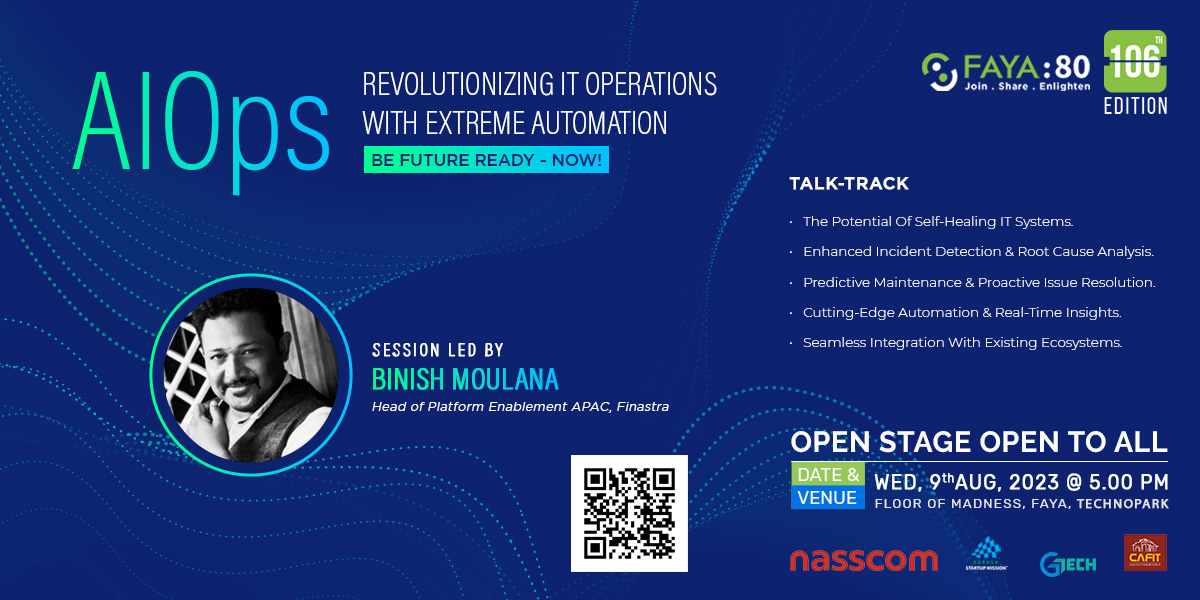 AIOps
REVOLUTIONIZING IT OPERATIONS
WITH EXTREME AUTOMATION
BE FUTURE READY - NOW!
FAYA:80
Join . Share . Enlighten
106TH
EDITION
TALK-TRACK
· The Potential Of Self-Healing IT Systems.
· Enhanced Incident Detection & Root Cause Analysis.
· Predictive Maintenance & Proactive Issue Resolution.
· Cutting-Edge Automation & Real-Time Insights.
· Seamless Integration With Existing Ecosystems.
SESSION LED BY
BINISH MOULANA
Head of Platform Enablement APAC, Finastra
OPEN STAGE OPEN TO ALL
DATE &
VENUE
WED, 9thAUG, 2023 @ 5.00 PM
FLOOR OF MADNESS, FAYA, TECHNOPARK
nasscom
KERALA
STARTUP MISSION
GTECH
CAFIT